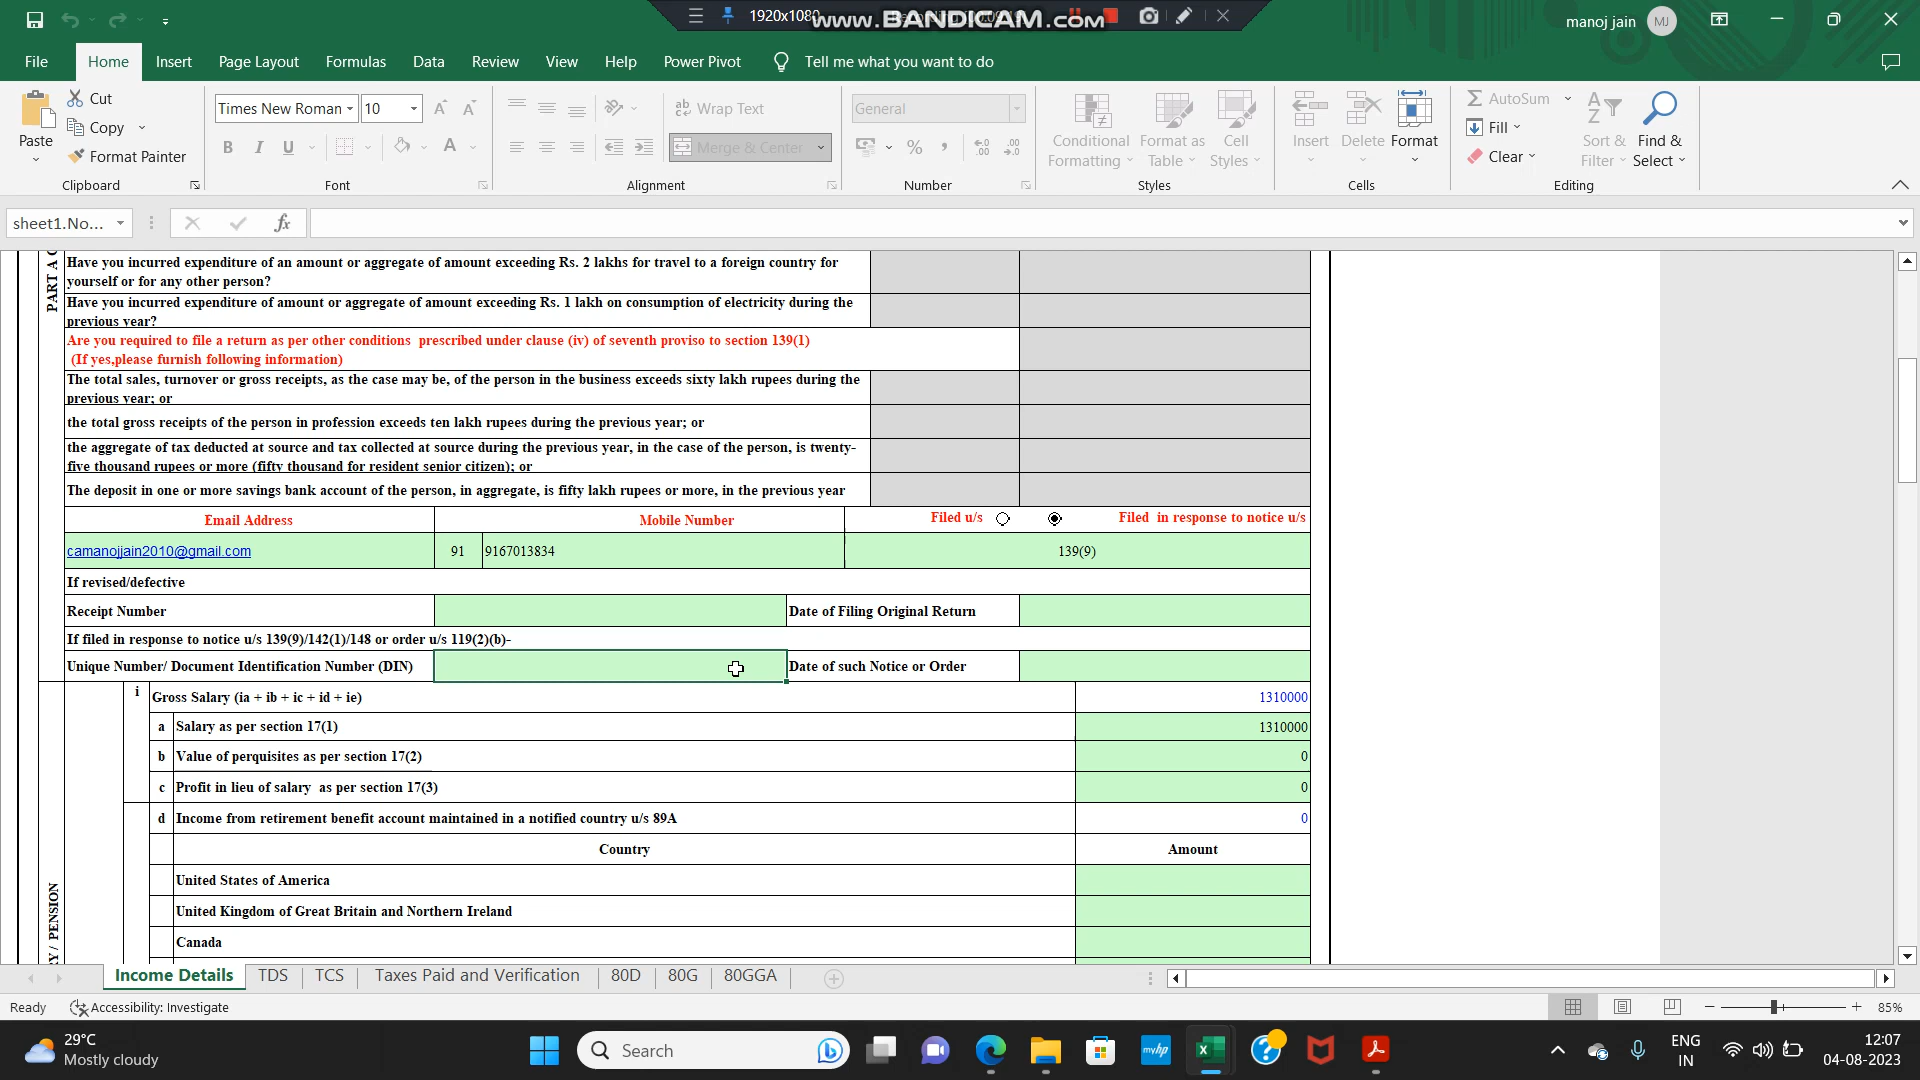 1920x1080
www.BANDICAM.com
manoj jain MJ
File Home Insert Page Layout Formulas Data Review View Help Power Pivot Tell me what you want to do
Paste
Cut
Copy
Format Painter
Clipboard
Times New Roman 10
B I U
Font
Wrap Text
Merge & Center
Alignment
General
Number
Conditional Formatting
Format as Table
Cell Styles
Styles
Insert Delete Format
Cells
AutoSum
Fill
Clear
Sort & Filter
Find & Select
Editing
sheet1.No...
fx
Have you incurred expenditure of an amount or aggregate of amount exceeding Rs. 2 lakhs for travel to a foreign country for
yourself or for any other person?
Have you incurred expenditure of amount or aggregate of amount exceeding Rs. 1 lakh on consumption of electricity during the
previous year?
Are you required to file a return as per other conditions prescribed under clause (iv) of seventh proviso to section 139(1)
(If yes,please furnish following information)
The total sales, turnover or gross receipts, as the case may be, of the person in the business exceeds sixty lakh rupees during the
previous year; or
the total gross receipts of the person in profession exceeds ten lakh rupees during the previous year; or
the aggregate of tax deducted at source and tax collected at source during the previous year, in the case of the person, is twenty-
five thousand rupees or more (fifty thousand for resident senior citizen); or
The deposit in one or more savings bank account of the person, in aggregate, is fifty lakh rupees or more, in the previous year
Email Address Mobile Number Filed u/s Filed in response to notice u/s
camanojjain2010@gmail.com 91 9167013834 139(9)
If revised/defective
Receipt Number Date of Filing Original Return
If filed in response to notice u/s 139(9)/142(1)/148 or order u/s 119(2)(b)-
Unique Number/ Document Identification Number (DIN) Date of such Notice or Order
i Gross Salary (ia + ib + ic + id + ie) 1310000
a Salary as per section 17(1) 1310000
b Value of perquisites as per section 17(2) 0
c Profit in lieu of salary as per section 17(3) 0
d Income from retirement benefit account maintained in a notified country u/s 89A 0
Country Amount
United States of America
United Kingdom of Great Britain and Northern Ireland
Canada
PART A
/ PENSION
Income Details TDS TCS Taxes Paid and Verification 80D 80G 80GGA
Ready Accessibility: Investigate 85%
29°C
Mostly cloudy
Search
myhp
ENG
IN
12:07
04-08-2023